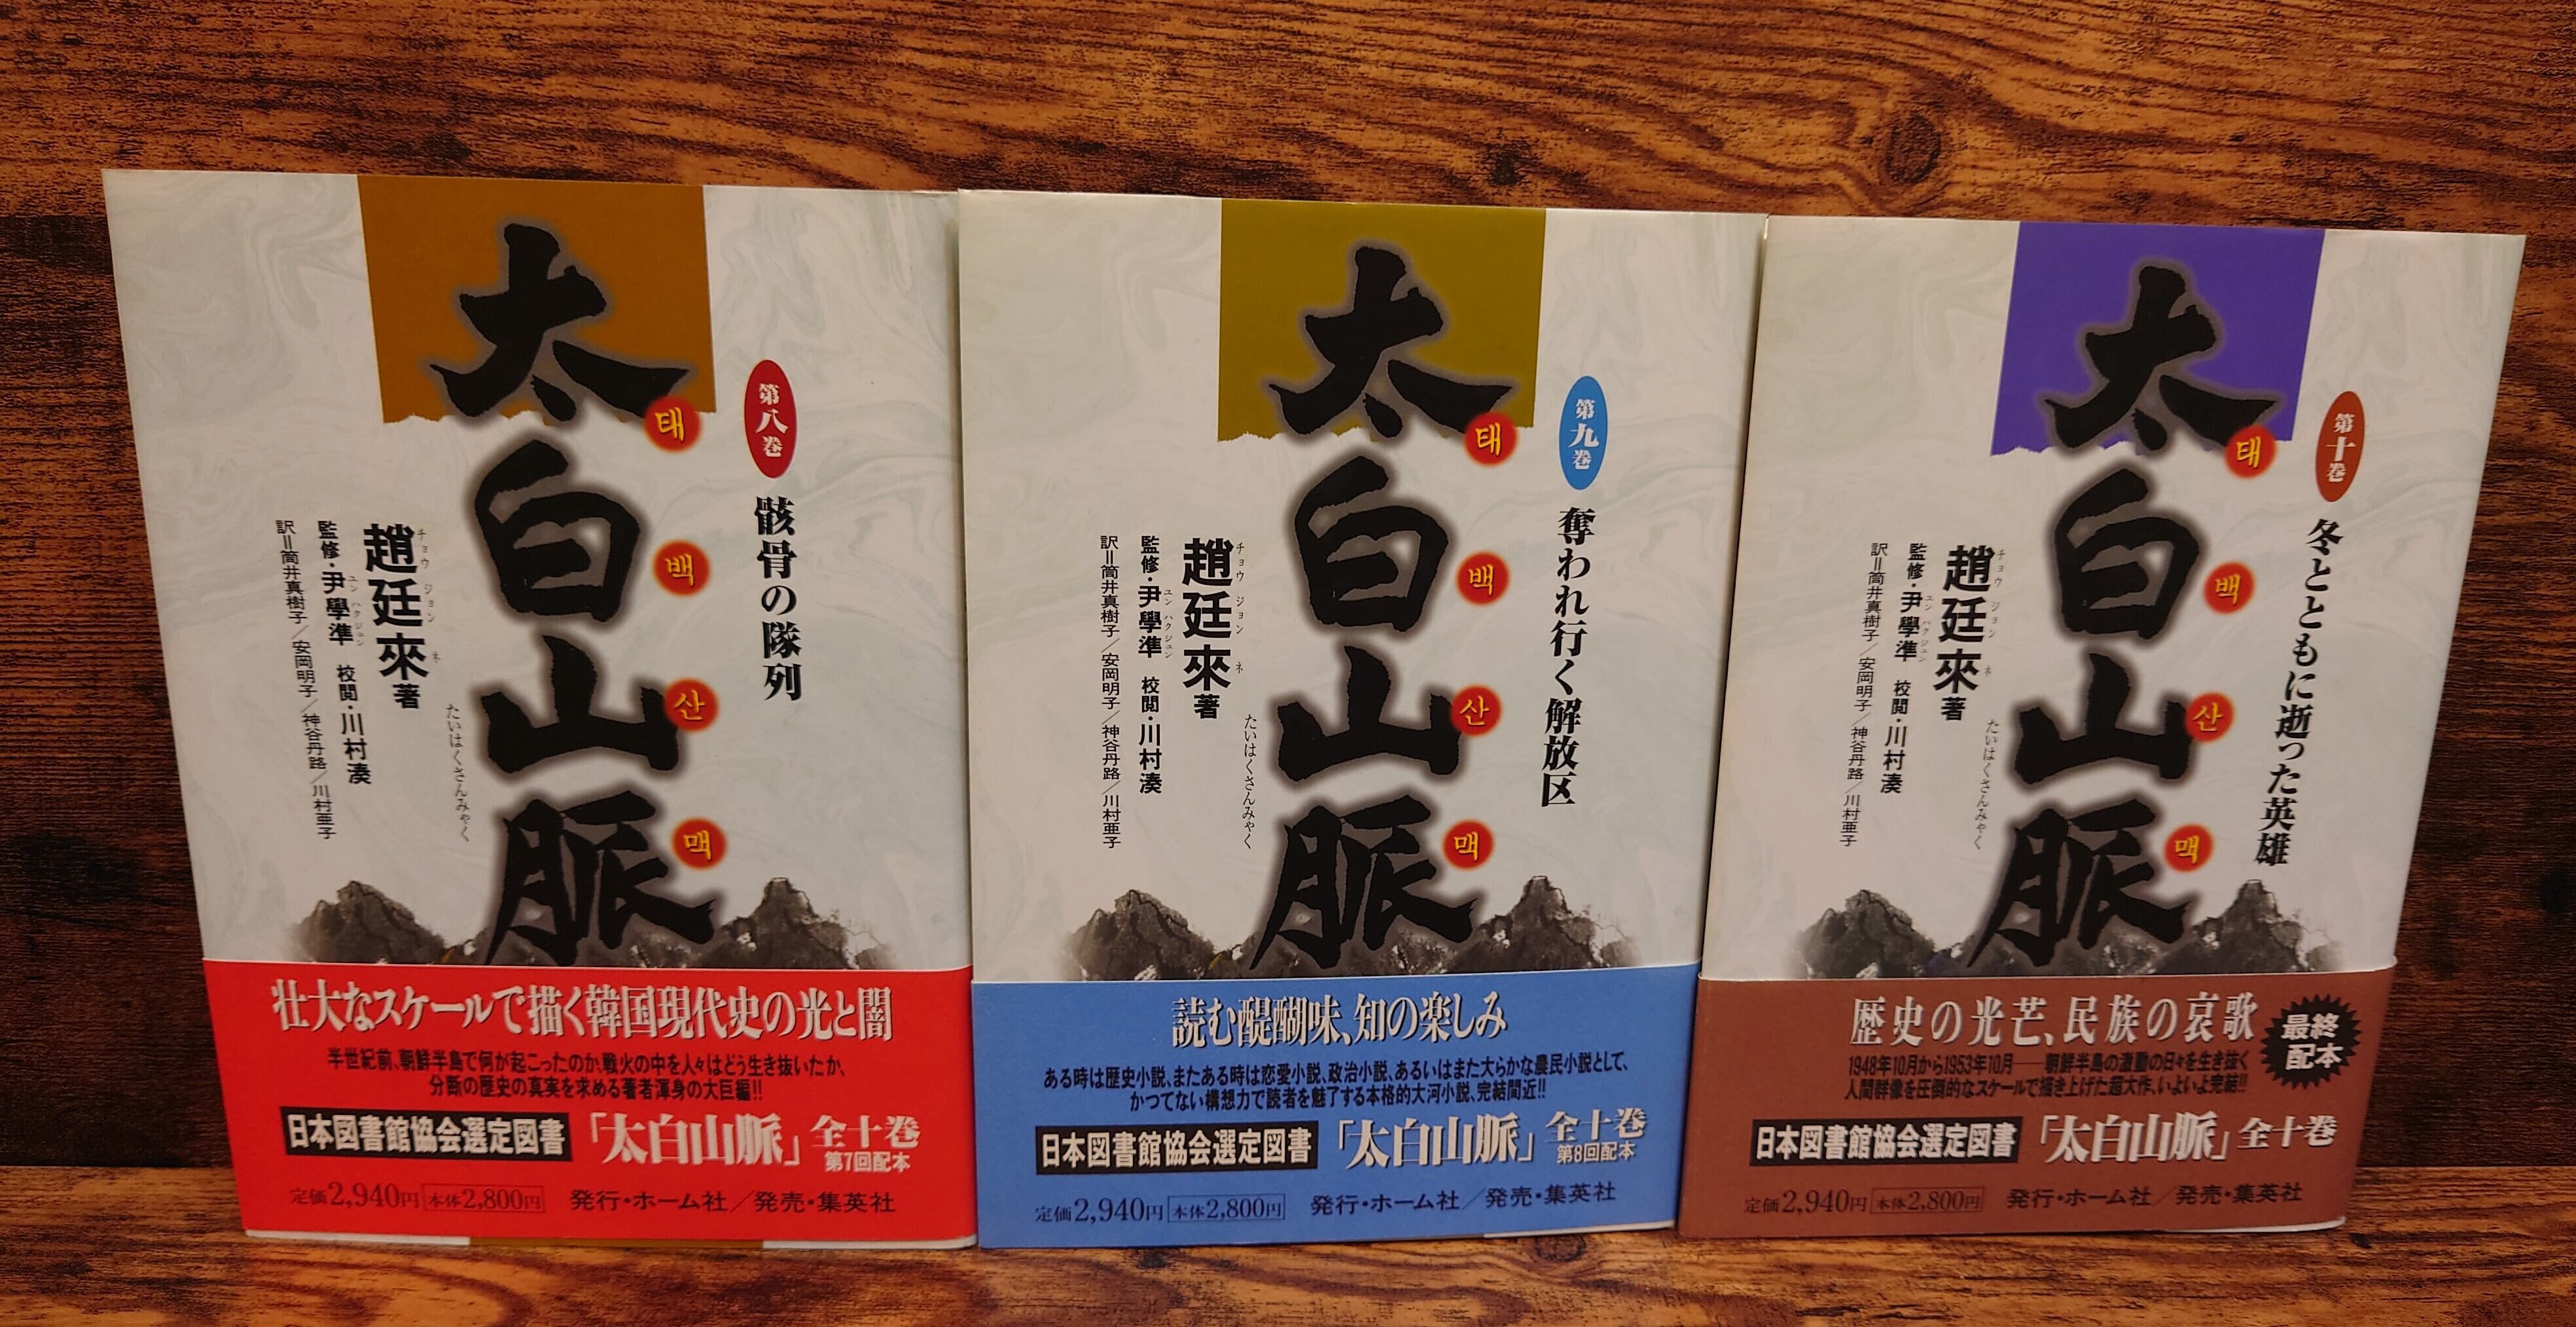 第八巻
骸骨の隊列
太白山脈
태백산맥
たいはくさんみゃく
趙廷來著
チョウ ジョン ネ
監修・尹學準 校閲・川村湊
ユン ハクジュン
訳=筒井真樹子/安岡明子/神谷丹路/川村亜子
壮大なスケールで描く韓国現代史の光と闇
半世紀前、朝鮮半島で何が起こったのか、戦火の中を人々はどう生き抜いたか、
分断の歴史の真実を求める著者渾身の大巨編!!
日本図書館協会選定図書 「太白山脈」全十巻
第7回配本
定価2,940円 本体2,800円 発行・ホーム社/発売・集英社
第九巻
奪われ行く解放区
太白山脈
태백산맥
たいはくさんみゃく
趙廷來著
チョウ ジョン ネ
監修・尹學準 校閲・川村湊
ユン ハクジュン
訳=筒井真樹子/安岡明子/神谷丹路/川村亜子
読む醍醐味、知の楽しみ
ある時は歴史小説、またある時は恋愛小説、政治小説、あるいはまた大らかな農民小説として、
かつてない構想力で読者を魅了する本格的大河小説、完結間近!!
日本図書館協会選定図書 「太白山脈」全十巻
第8回配本
定価2,940円 本体2,800円 発行・ホーム社/発売・集英社
第十巻
冬とともに逝った英雄
太白山脈
태백산맥
たいはくさんみゃく
趙廷來著
チョウ ジョン ネ
監修・尹學準 校閲・川村湊
ユン ハクジュン
訳=筒井真樹子/安岡明子/神谷丹路/川村亜子
歴史の光芒、民族の哀歌
最終
配本
1948年10月から1953年10月――朝鮮半島の激動の日々を生き抜く
人間群像を圧倒的なスケールで描き上げた超大作、いよいよ完結!!
日本図書館協会選定図書 「太白山脈」全十巻
定価2,940円 本体2,800円 発行・ホーム社/発売・集英社